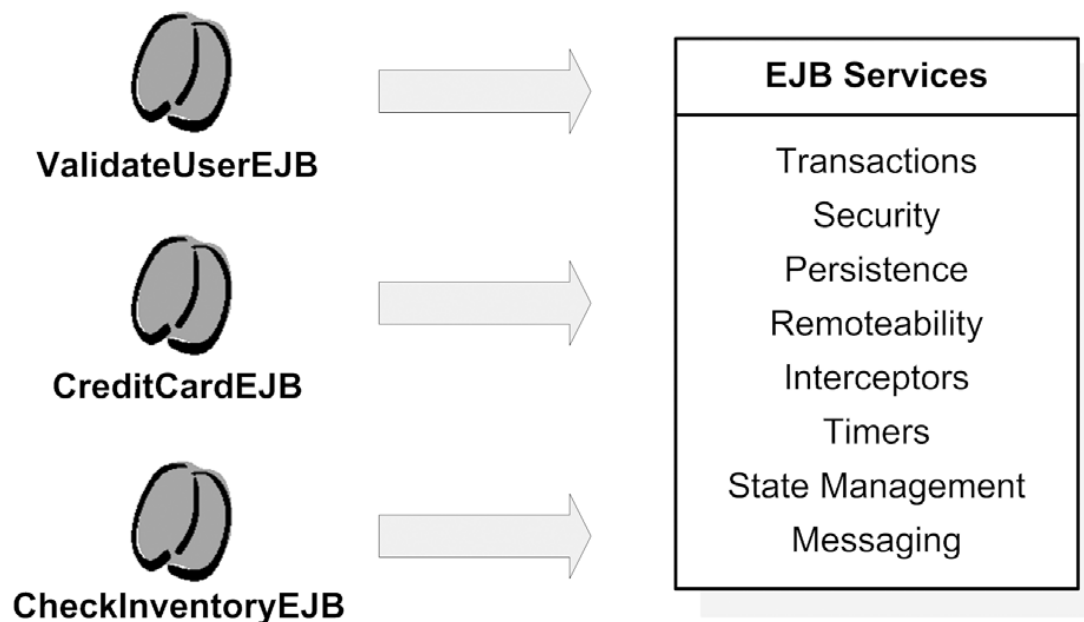 ValidateUserEJB
CreditCardEJB
CheckInventoryEJB
EJB Services
Transactions
Security
Persistence
Remoteability
Interceptors
Timers
State Management
Messaging